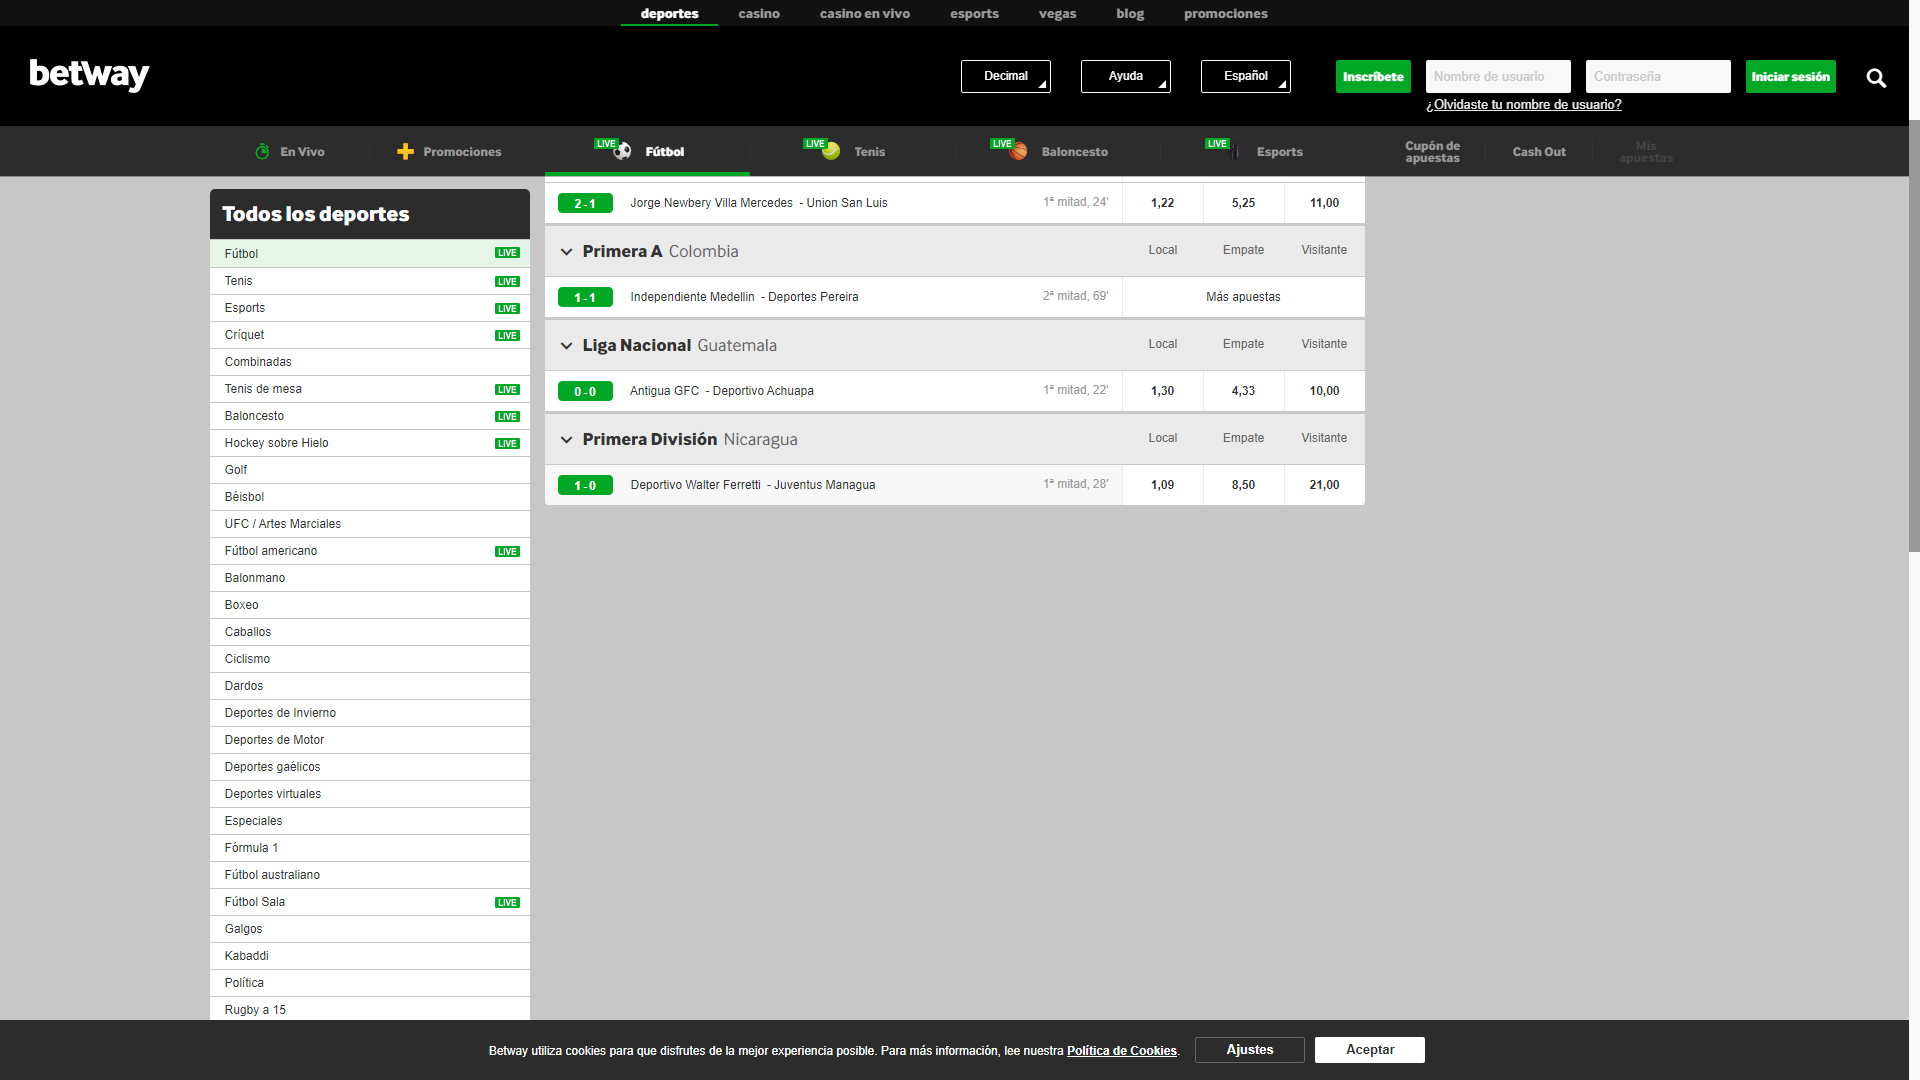 deportes casino casino en vivo esports vegas blog promociones
betway
Decimal Ayuda Español Inscríbete Nombre de usuario Contraseña Iniciar sesión
¿Olvidaste tu nombre de usuario?
En Vivo Promociones LIVE Fútbol LIVE Tenis LIVE Baloncesto LIVE Esports Cupón de apuestas Cash Out Mis apuestas
Todos los deportes
Fútbol LIVE
Tenis LIVE
Esports LIVE
Críquet LIVE
Combinadas
Tenis de mesa LIVE
Baloncesto LIVE
Hockey sobre Hielo LIVE
Golf
Béisbol
UFC / Artes Marciales
Fútbol americano LIVE
Balonmano
Boxeo
Caballos
Ciclismo
Dardos
Deportes de Invierno
Deportes de Motor
Deportes gaélicos
Deportes virtuales
Especiales
Fórmula 1
Fútbol australiano
Fútbol Sala LIVE
Galgos
Kabaddi
Política
Rugby a 15
2 - 1 Jorge Newbery Villa Mercedes - Union San Luis 1ª mitad, 24' 1,22 5,25 11,00
Primera A Colombia Local Empate Visitante
1 - 1 Independiente Medellin - Deportes Pereira 2ª mitad, 69' Más apuestas
Liga Nacional Guatemala Local Empate Visitante
0 - 0 Antigua GFC - Deportivo Achuapa 1ª mitad, 22' 1,30 4,33 10,00
Primera División Nicaragua Local Empate Visitante
1 - 0 Deportivo Walter Ferretti - Juventus Managua 1ª mitad, 28' 1,09 8,50 21,00
Betway utiliza cookies para que disfrutes de la mejor experiencia posible. Para más información, lee nuestra Política de Cookies. Ajustes Aceptar